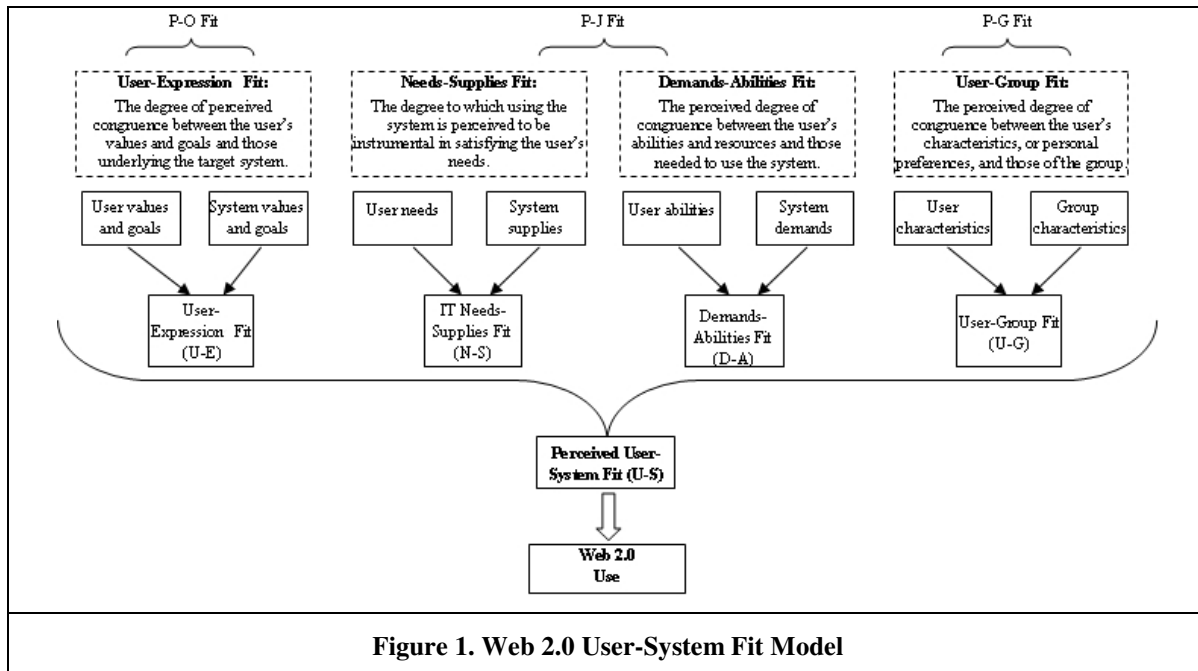 P-O Fit
P-J Fit
P-G Fit
User-Expression Fit:
The degree of perceived
congruence between the user's
values and goals and those
underlying the target system.
Needs-Supplies Fit:
The degree to which using the
system is perceived to be
instrumental in satisfying the user's
needs.
Demands-Abilities Fit:
The perceived degree of
congruence between the user's
abilities and resources and those
needed to use the system.
User-Group Fit:
The perceived degree of
congruence between the user's
characteristics, or personal
preferences, and those of the group.
User values
and goals
System values
and goals
User needs
System
supplies
User abilities
System
demands
User
characteristics
Group
characteristics
User-
Expression Fit
(U-E)
IT Needs-
Supplies Fit
(N-S)
Demands-
Abilities Fit
(D-A)
User-Group Fit
(U-G)
Perceived User-
System Fit (U-S)
Web 2.0
Use
Figure 1. Web 2.0 User-System Fit Model